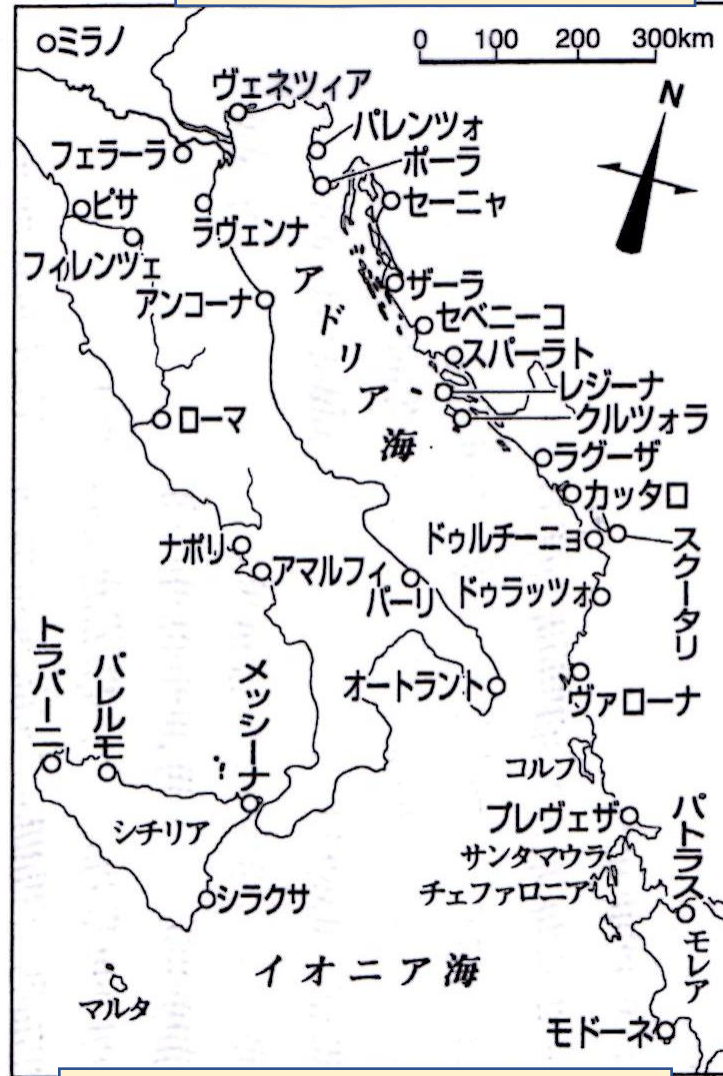 ミラノ
0 100 200 300km
N
ヴェネツィア
パレンツォ
フェラーラ
ポーラ
ピサ
セーニャ
ラヴェンナ
フィレンツェ
アドリア海
ザーラ
アンコーナ
セベニーコ
スパーラト
レジーナ
ローマ
クルツォラ
ラグーザ
カッタロ
ナポリ
ドゥルチーニョ
スクータリ
アマルフィ
バーリ
ドゥラッツォ
トラパーニ
パレルモ
メッシーナ
オートラント
ヴァローナ
コルフ
プレヴェザ
パトラス
シチリア
サンタマウラ
チェファロニア
シラクサ
モレア
イオニア海
マルタ
モドーネ